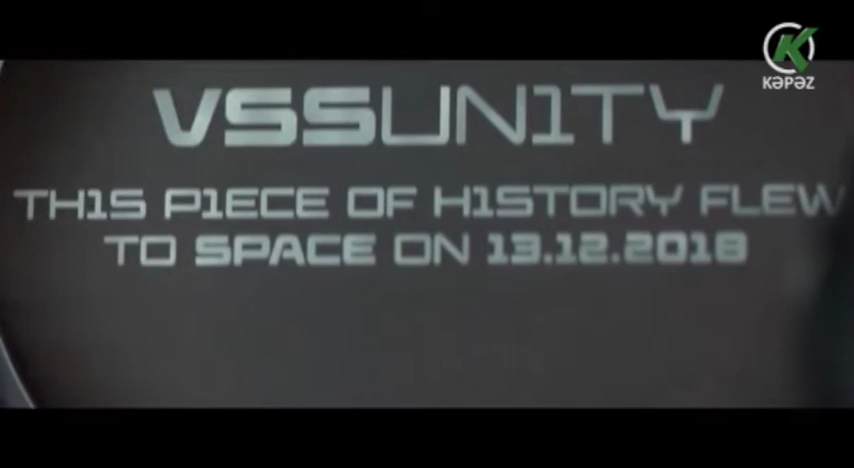 KƏPƏZ
VSSUN1TY
TH1S P1ECE OF H1STORY FLEW
TO SPACE ON 13.12.2018